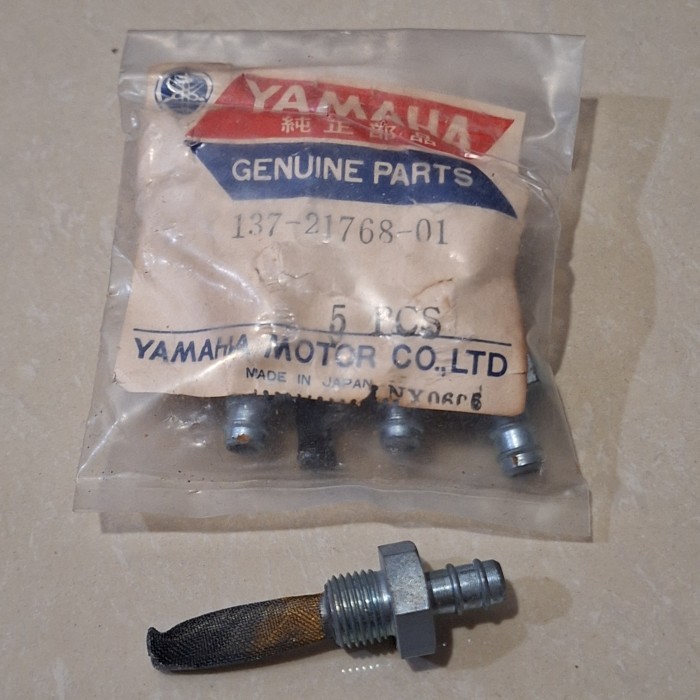 YAMAHA
純正部品
GENUINE PARTS
137-21768-01
5 PCS
YAMAHA MOTOR CO.,LTD
MADE IN JAPAN